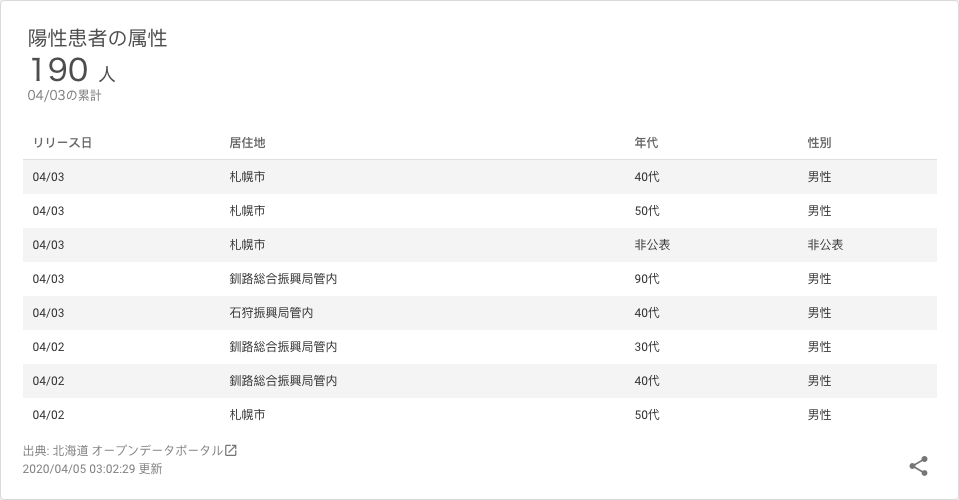 陽性患者の属性
190 人
04/03の累計
リリース日 居住地 年代 性別
04/03 札幌市 40代 男性
04/03 札幌市 50代 男性
04/03 札幌市 非公表 非公表
04/03 釧路総合振興局管内 90代 男性
04/03 石狩振興局管内 40代 男性
04/02 釧路総合振興局管内 30代 男性
04/02 釧路総合振興局管内 40代 男性
04/02 札幌市 50代 男性
出典: 北海道 オープンデータポータル
2020/04/05 03:02:29 更新